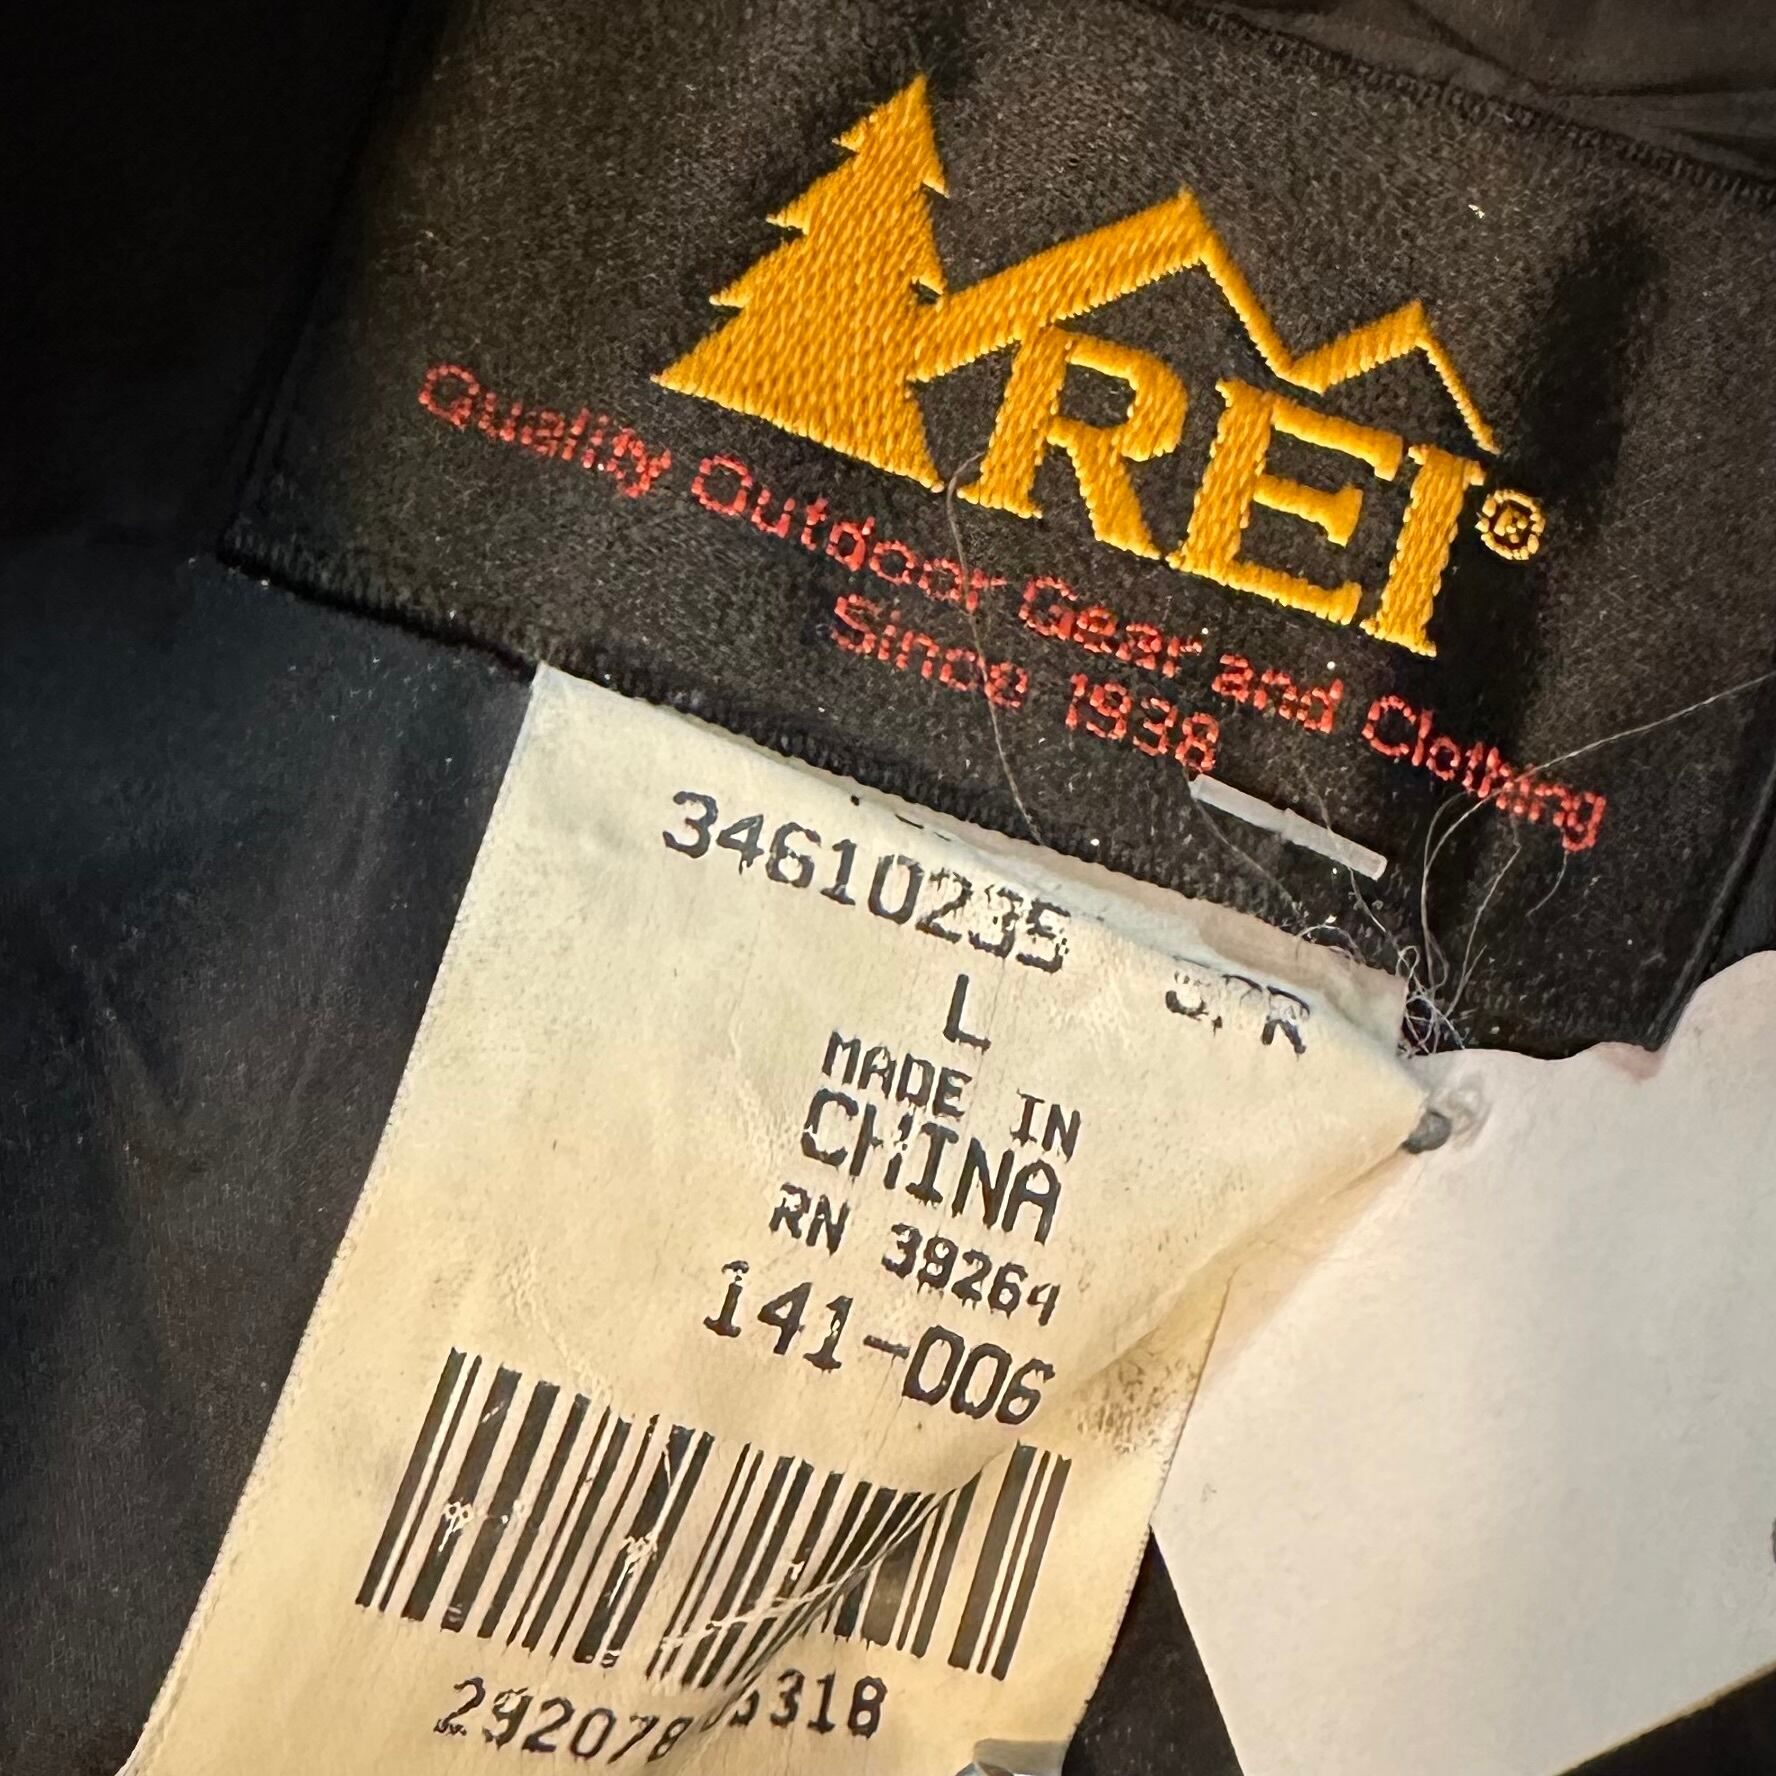 REI®
Quality Outdoor Gear and Clothing
Since 1938
34610235
L
MADE IN
CHINA
RN 39264
141-006